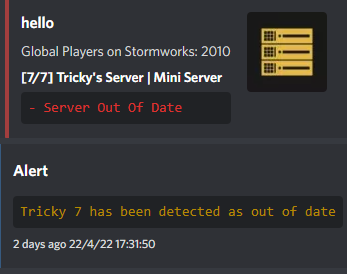 hello
Global Players on Stormworks: 2010
[7/7] Tricky's Server | Mini Server
- Server Out Of Date
Alert
Tricky 7 has been detected as out of date
2 days ago 22/4/22 17:31:50